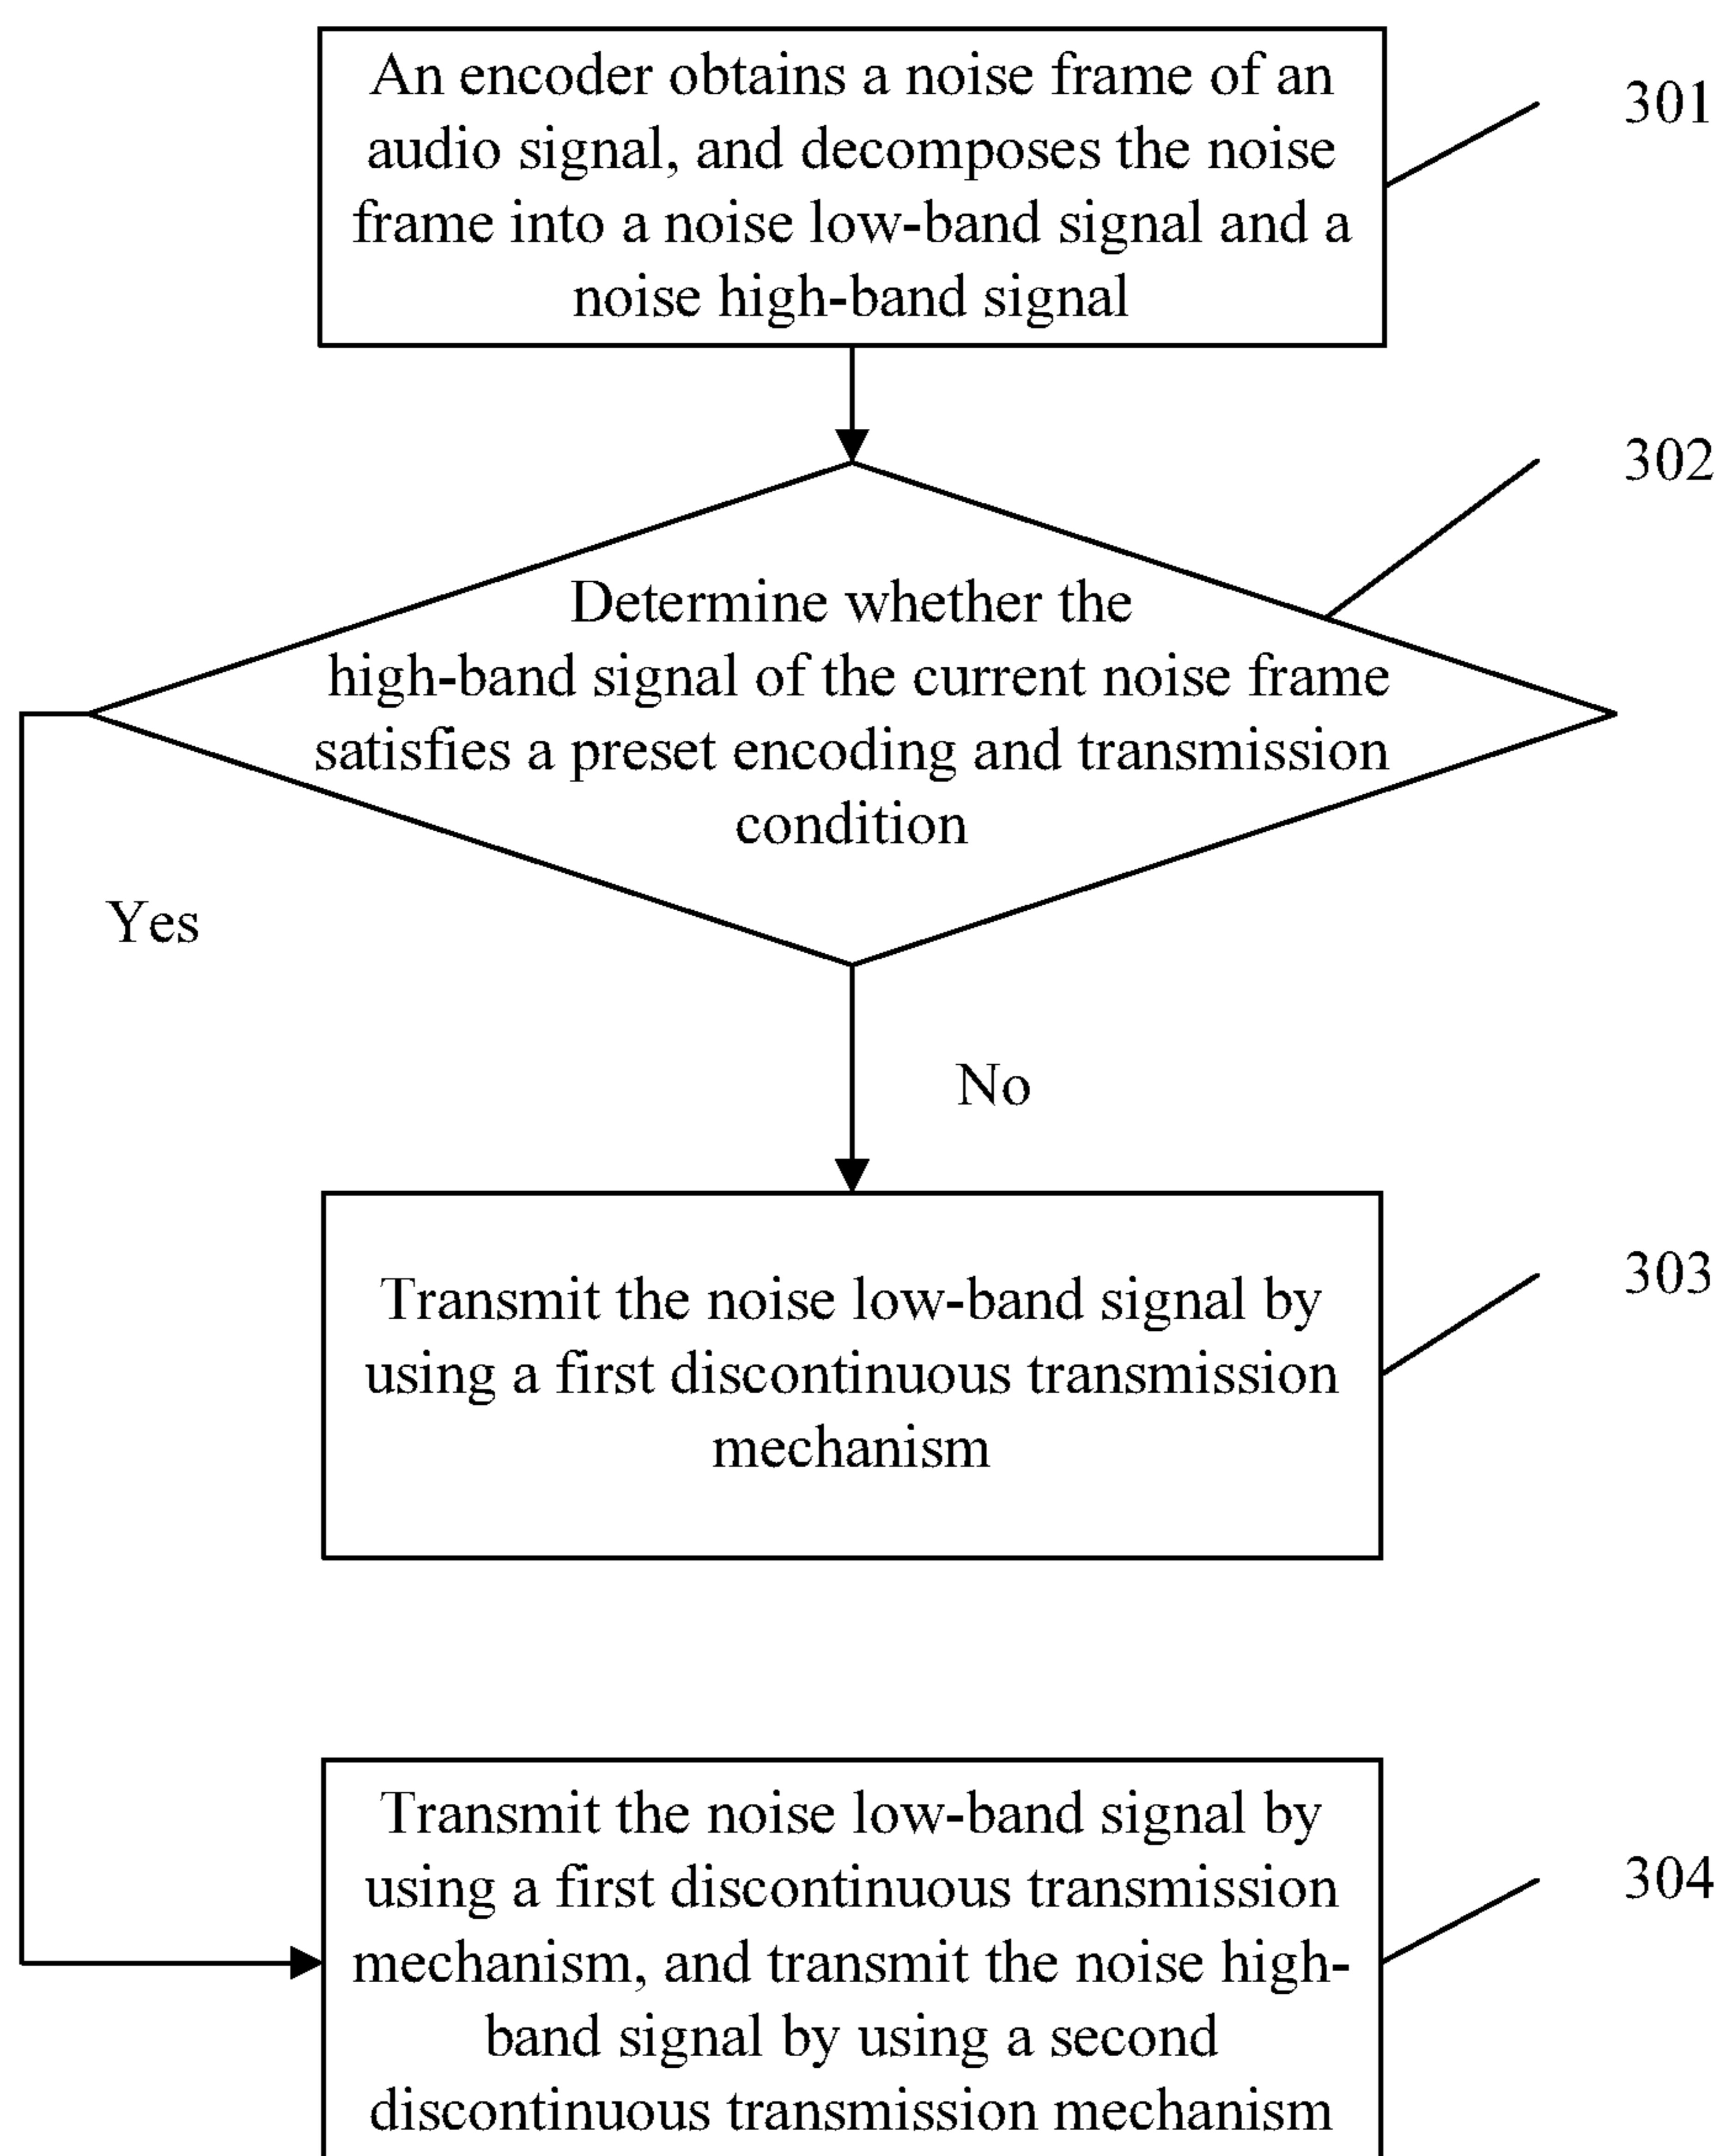 An encoder obtains a noise frame of an
audio signal, and decomposes the noise
frame into a noise low-band signal and a
noise high-band signal
301
302
Determine whether the
high-band signal of the current noise frame
satisfies a preset encoding and transmission
condition
Yes
No
Transmit the noise low-band signal by
using a first discontinuous transmission
mechanism
303
Transmit the noise low-band signal by
using a first discontinuous transmission
mechanism, and transmit the noise high-
band signal by using a second
discontinuous transmission mechanism
304